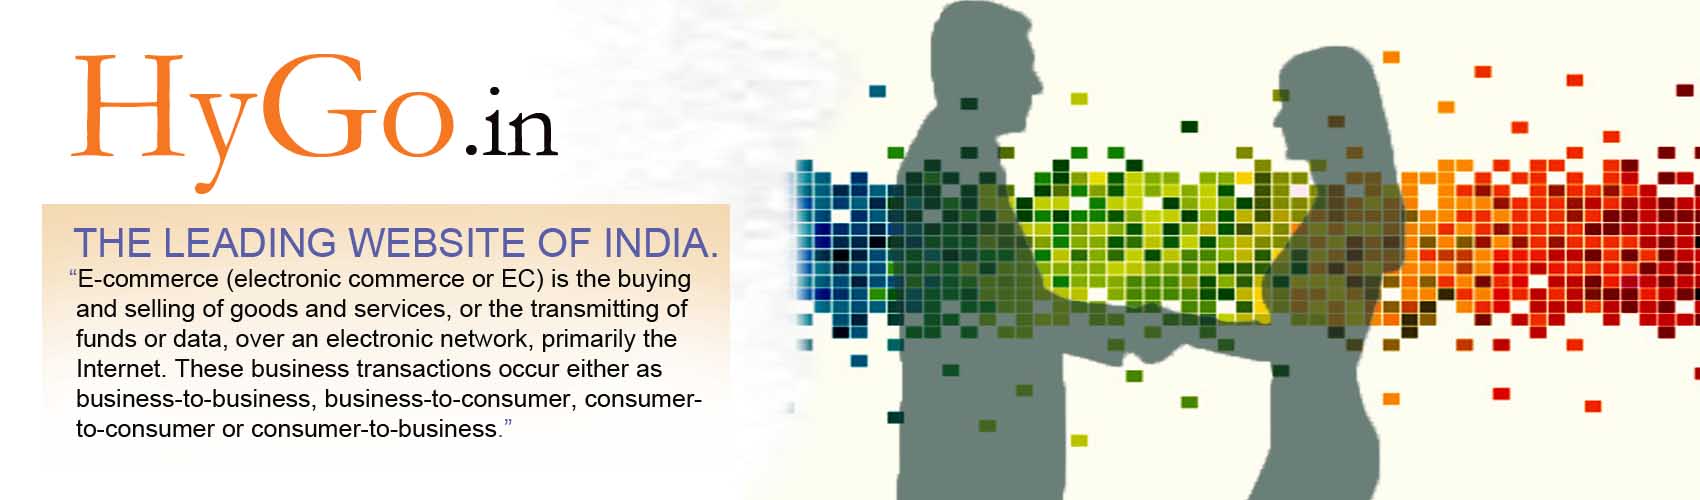 HyGo.in
THE LEADING WEBSITE OF INDIA.
“E-commerce (electronic commerce or EC) is the buying
and selling of goods and services, or the transmitting of
funds or data, over an electronic network, primarily the
Internet. These business transactions occur either as
business-to-business, business-to-consumer, consumer-
to-consumer or consumer-to-business.”